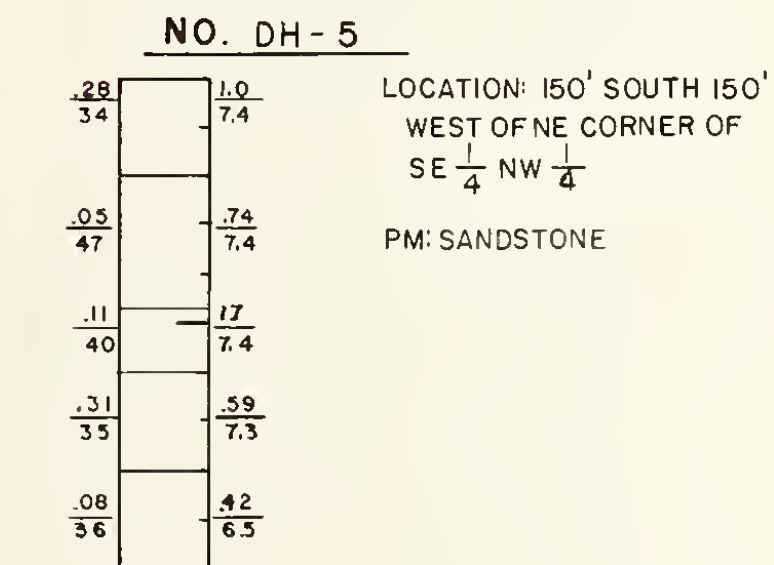 NO. DH-5
LOCATION: 150' SOUTH 150'
WEST OF NE CORNER OF
SE 1/4 NW 1/4
PM: SANDSTONE
.28 1.0
34 7.4
.05 .74
47 7.4
.11 17
40 7.4
.31 .59
35 7.3
.08 .42
36 6.5